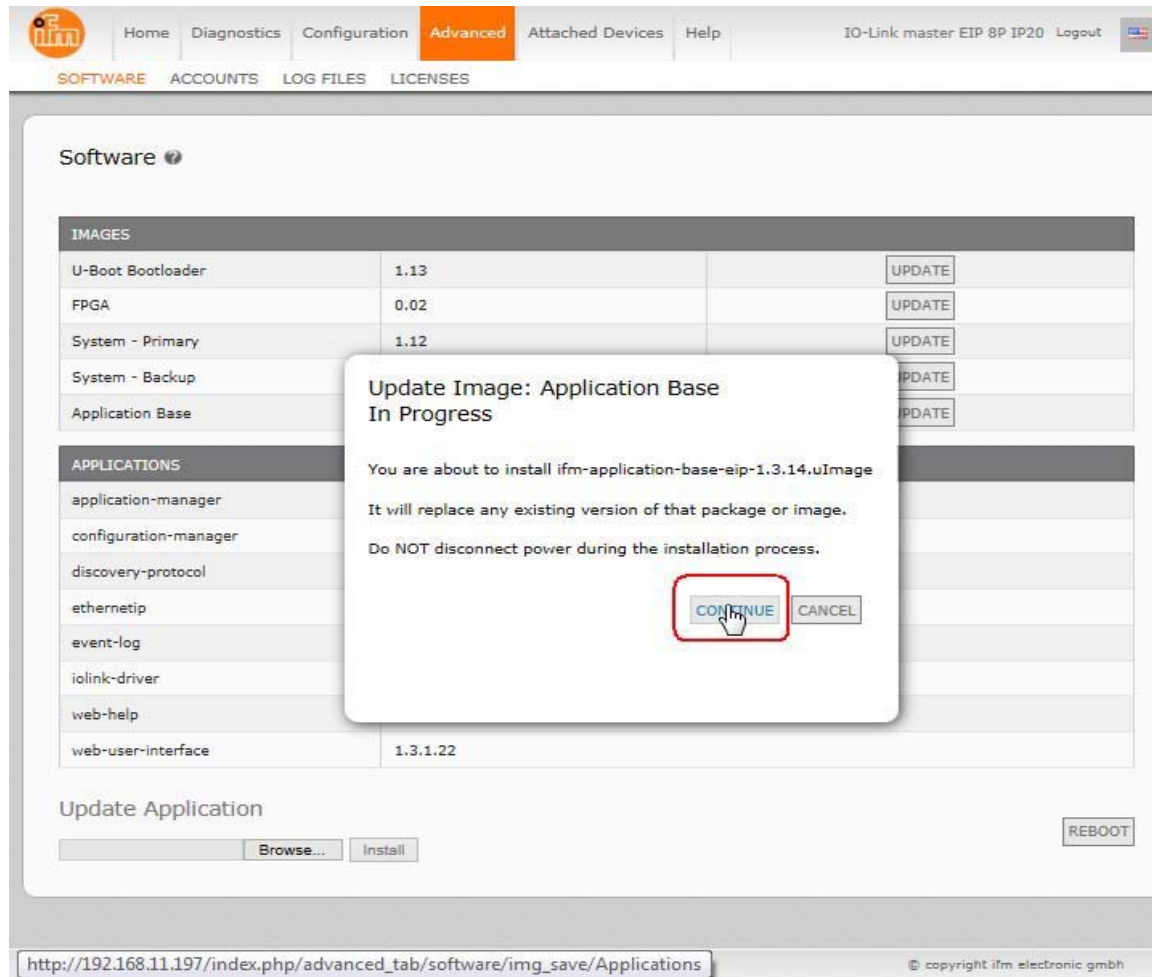 ifm
Home Diagnostics Configuration Advanced Attached Devices Help IO-Link master EIP 8P IP20 Logout
SOFTWARE ACCOUNTS LOG FILES LICENSES
Software ?
IMAGES
U-Boot Bootloader 1.13 UPDATE
FPGA 0.02 UPDATE
System - Primary 1.12 UPDATE
System - Backup PDATE
Application Base PDATE
Update Image: Application Base
In Progress
You are about to install ifm-application-base-eip-1.3.14.uImage
It will replace any existing version of that package or image.
Do NOT disconnect power during the installation process.
CONTINUE CANCEL
APPLICATIONS
application-manager
configuration-manager
discovery-protocol
ethernetip
event-log
iolink-driver
web-help
web-user-interface 1.3.1.22
Update Application
Browse... Install
REBOOT
http://192.168.11.197/index.php/advanced_tab/software/img_save/Applications
© copyright ifm electronic gmbh